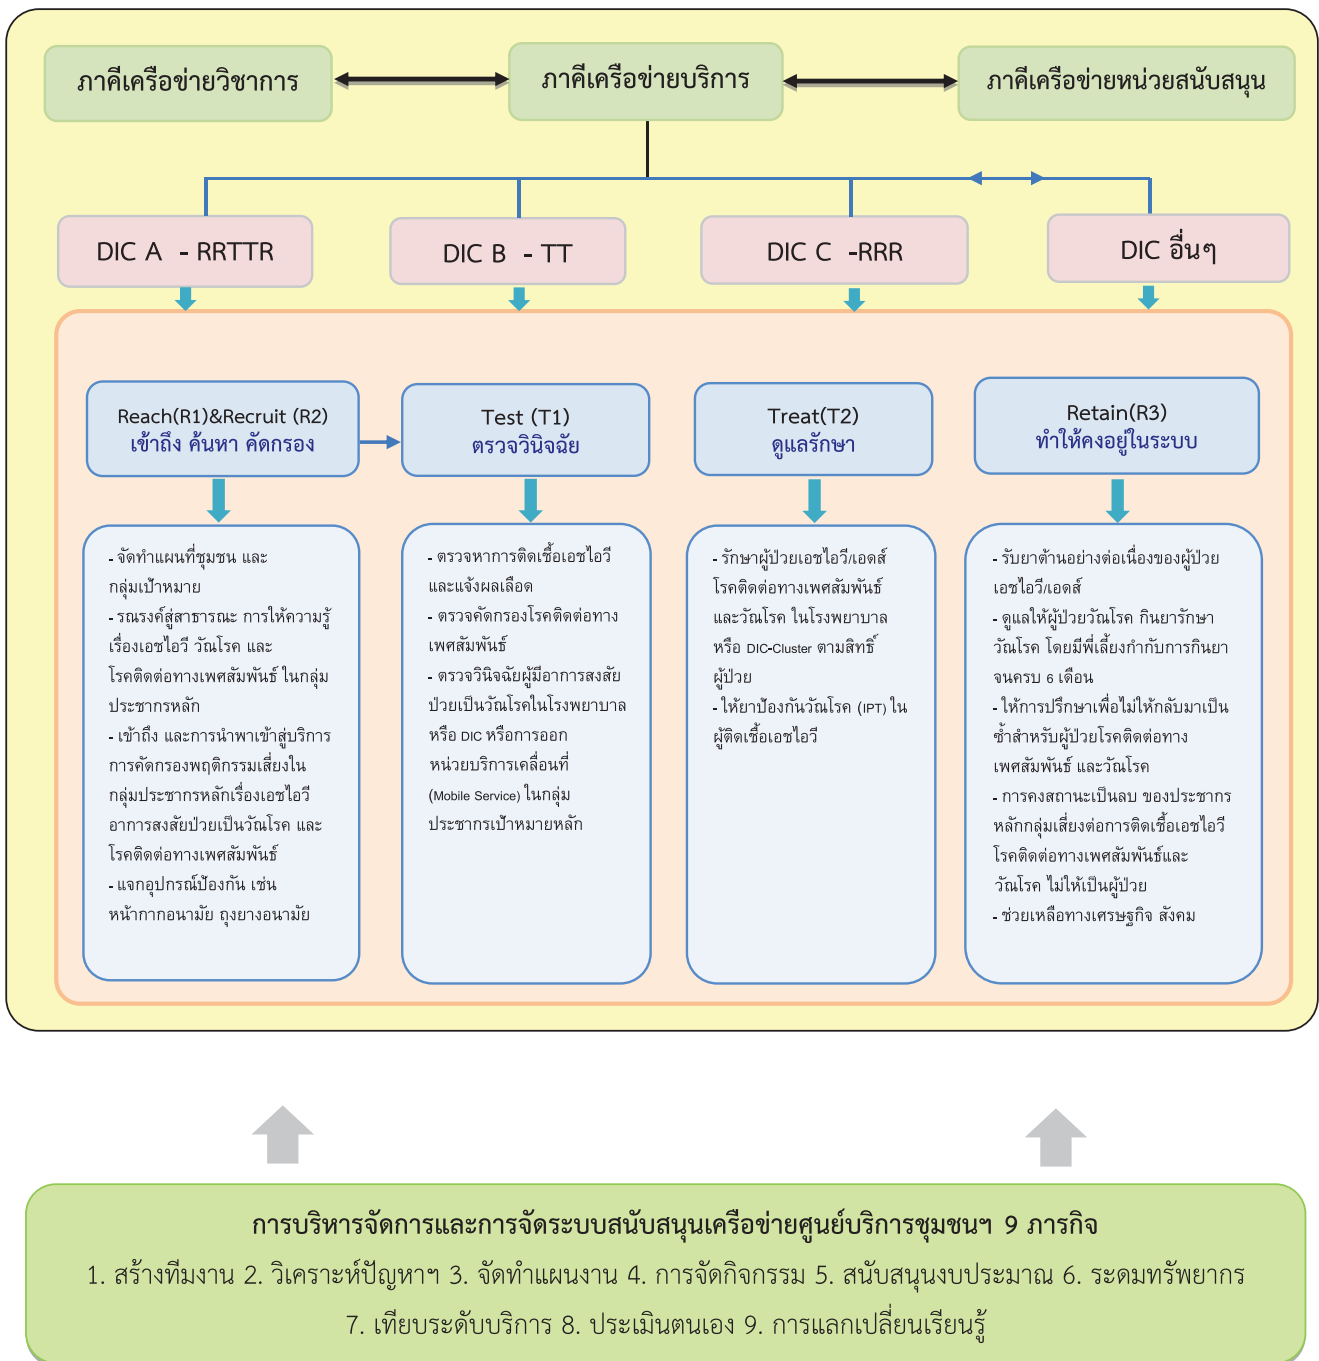 ภาคีเครือข่ายวิชาการ
ภาคีเครือข่ายบริการ
ภาคีเครือข่ายหน่วยสนับสนุน
DIC A - RRTTR
DIC B - TT
DIC C -RRR
DIC อื่นๆ
Reach(R1)&Recruit (R2)
เข้าถึง ค้นหา คัดกรอง
Test (T1)
ตรวจวินิจฉัย
Treat(T2)
ดูแลรักษา
Retain(R3)
ทำให้คงอยู่ในระบบ
- จัดทำแผนที่ชุมชน และ
กลุ่มเป้าหมาย
- รณรงค์สู่สาธารณะ การให้ความรู้
เรื่องเอชไอวี วัณโรค และ
โรคติดต่อทางเพศสัมพันธ์ ในกลุ่ม
ประชากรหลัก
- เข้าถึง และการนำพาเข้าสู่บริการ
การคัดกรองพฤติกรรมเสี่ยงใน
กลุ่มประชากรหลักเรื่องเอชไอวี
อาการสงสัยป่วยเป็นวัณโรค และ
โรคติดต่อทางเพศสัมพันธ์
- แจกอุปกรณ์ป้องกัน เช่น
หน้ากากอนามัย ถุงยางอนามัย
- ตรวจหาการติดเชื้อเอชไอวี
และแจ้งผลเลือด
- ตรวจคัดกรองโรคติดต่อทาง
เพศสัมพันธ์
- ตรวจวินิจฉัยผู้มีอาการสงสัย
ป่วยเป็นวัณโรคในโรงพยาบาล
หรือ DIC หรือการออก
หน่วยบริการเคลื่อนที่
(Mobile Service) ในกลุ่ม
ประชากรเป้าหมายหลัก
- รักษาผู้ป่วยเอชไอวี/เอดส์
โรคติดต่อทางเพศสัมพันธ์
และวัณโรค ในโรงพยาบาล
หรือ DIC-Cluster ตามสิทธิ์
ผู้ป่วย
- ให้ยาป้องกันวัณโรค (IPT) ใน
ผู้ติดเชื้อเอชไอวี
- รับยาต้านอย่างต่อเนื่องของผู้ป่วย
เอชไอวี/เอดส์
- ดูแลให้ผู้ป่วยวัณโรค กินยารักษา
วัณโรค โดยมีพี่เลี้ยงกำกับการกินยา
จนครบ 6 เดือน
- ให้การปรึกษาเพื่อไม่ให้กลับมาเป็น
ซ้ำสำหรับผู้ป่วยโรคติดต่อทาง
เพศสัมพันธ์ และวัณโรค
- การคงสถานะเป็นลบ ของประชากร
หลักกลุ่มเสี่ยงต่อการติดเชื้อเอชไอวี
โรคติดต่อทางเพศสัมพันธ์และ
วัณโรค ไม่ให้เป็นผู้ป่วย
- ช่วยเหลือทางเศรษฐกิจ สังคม
การบริหารจัดการและการจัดระบบสนับสนุนเครือข่ายศูนย์บริการชุมชนฯ 9 ภารกิจ
1. สร้างทีมงาน 2. วิเคราะห์ปัญหาฯ 3. จัดทำแผนงาน 4. การจัดกิจกรรม 5. สนับสนุนงบประมาณ 6. ระดมทรัพยากร
7. เทียบระดับบริการ 8. ประเมินตนเอง 9. การแลกเปลี่ยนเรียนรู้